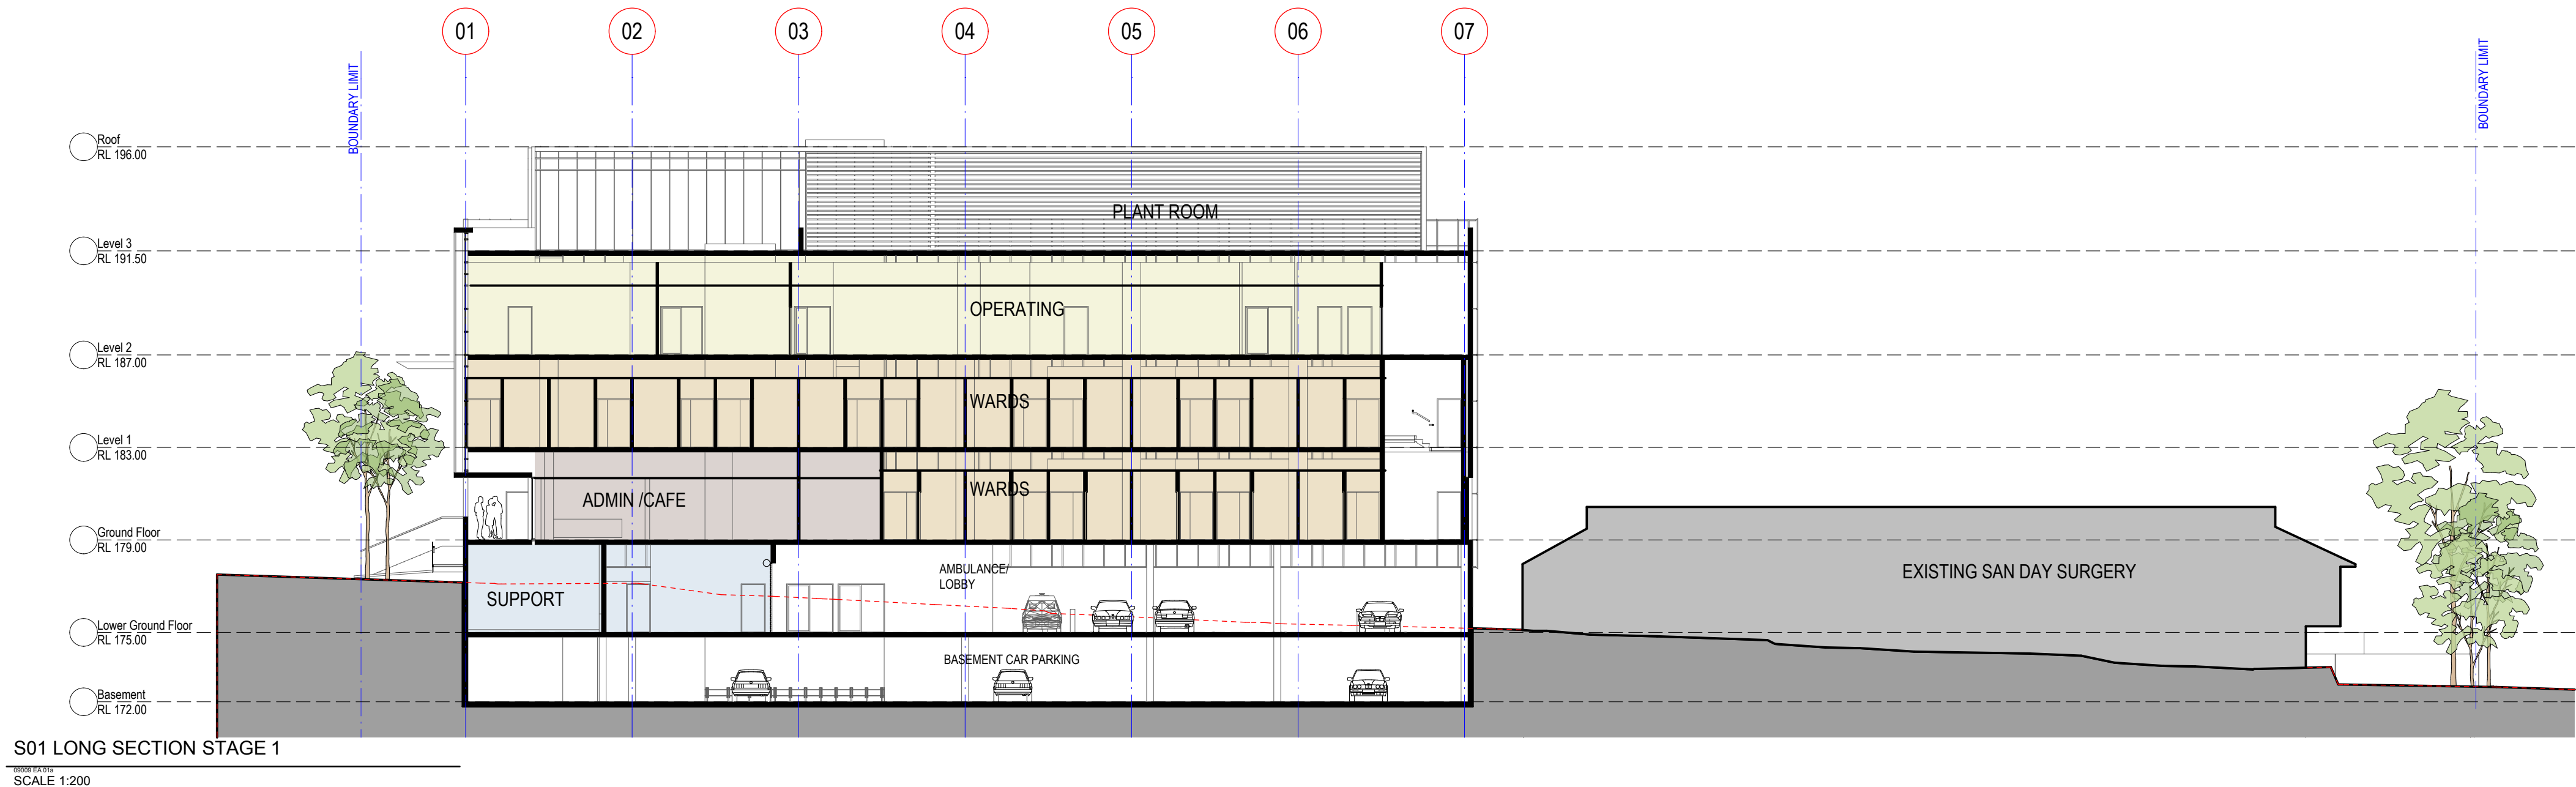 01 02 03 04 05 06 07
BOUNDARY LIMIT
BOUNDARY LIMIT
Roof
RL 196.00
PLANT ROOM
Level 3
RL 191.50
OPERATING
Level 2
RL 187.00
WARDS
Level 1
RL 183.00
WARDS
ADMIN /CAFE
Ground Floor
RL 179.00
AMBULANCE/
LOBBY
SUPPORT
EXISTING SAN DAY SURGERY
Lower Ground Floor
RL 175.00
BASEMENT CAR PARKING
Basement
RL 172.00
S01 LONG SECTION STAGE 1
09009 EA 01a
SCALE 1:200